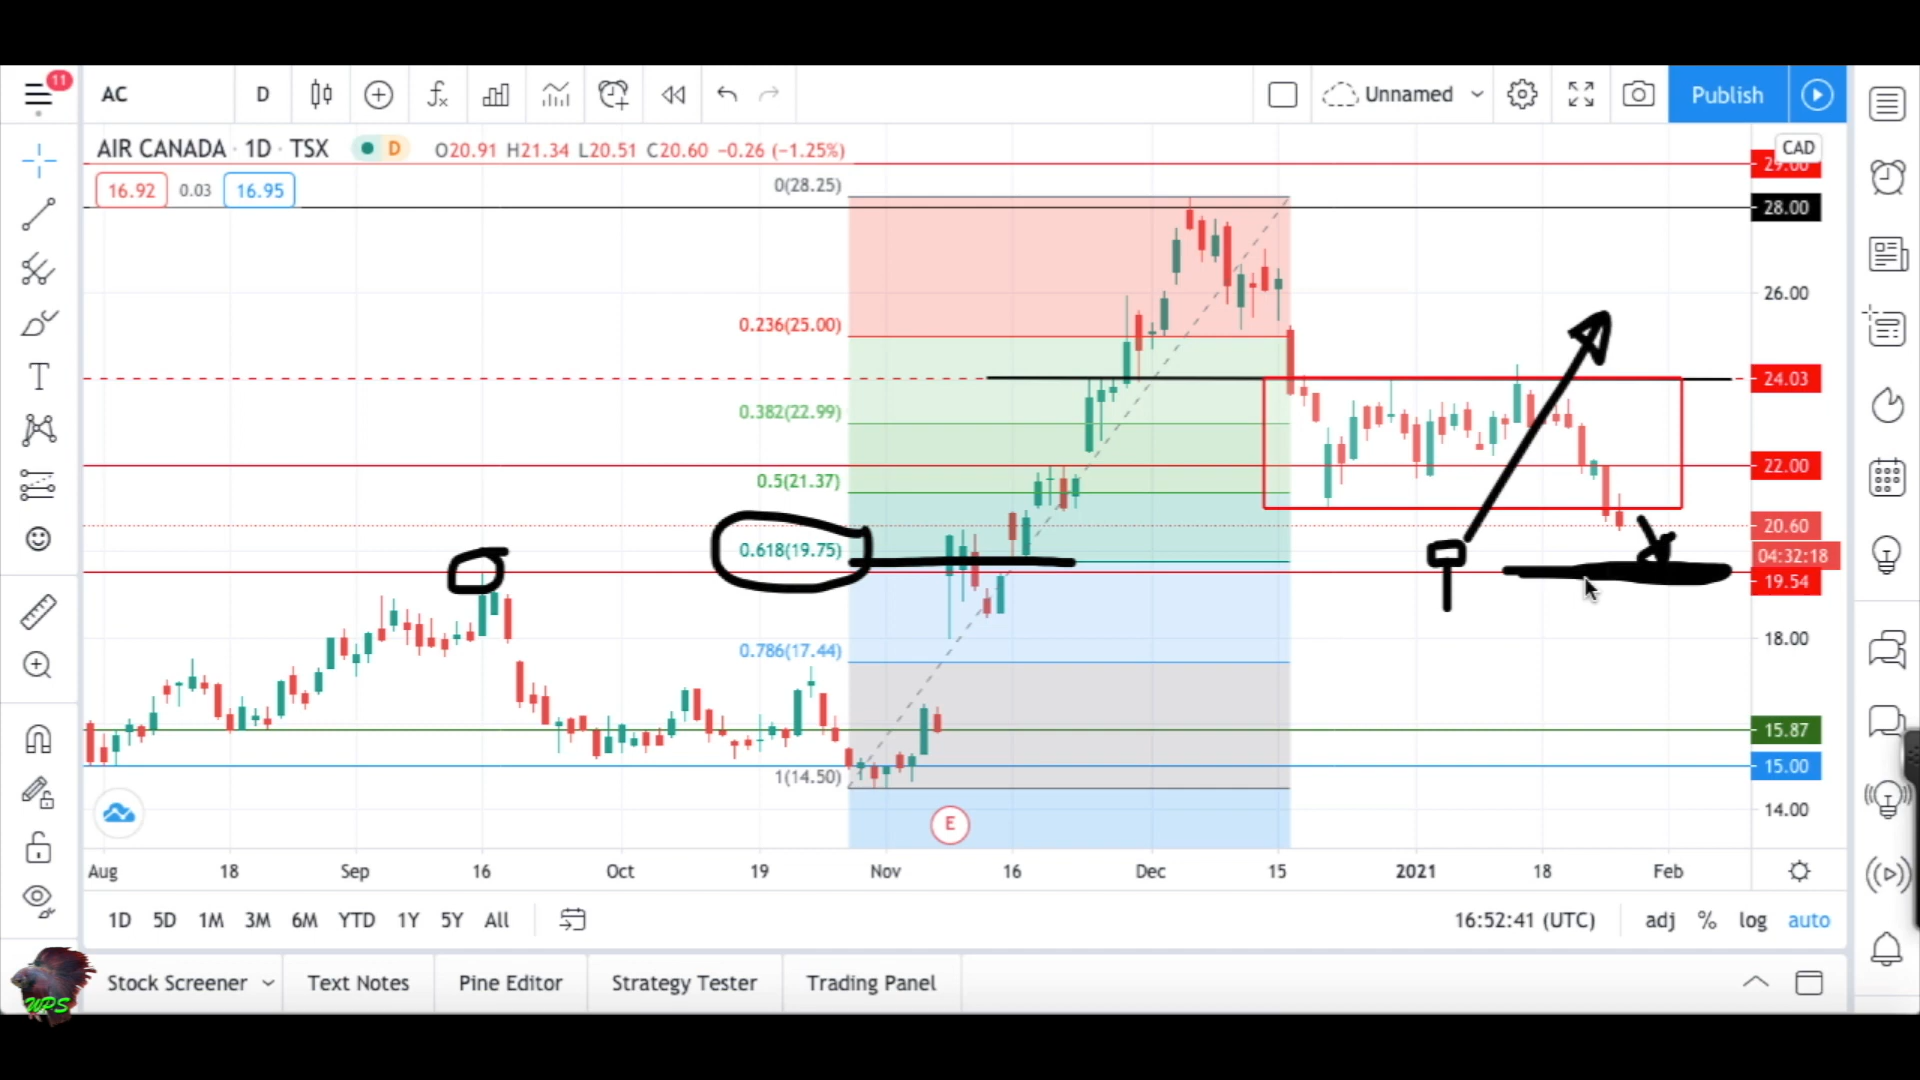 11
AC D Unnamed Publish
AIR CANADA · 1D · TSX D O20.91 H21.34 L20.51 C20.60 −0.26 (−1.25%) CAD
29.00
16.92 0.03 16.95
0(28.25)
28.00
26.00
0.236(25.00)
24.03
0.382(22.99)
22.00
0.5(21.37)
20.60
0.618(19.75)
04:32:18
19.54
18.00
0.786(17.44)
15.87
15.00
1(14.50)
14.00
E
Aug 18 Sep 16 Oct 19 Nov 16 Dec 15 2021 18 Feb
1D 5D 1M 3M 6M YTD 1Y 5Y All 16:52:41 (UTC) adj % log auto
Stock Screener Text Notes Pine Editor Strategy Tester Trading Panel
WPS